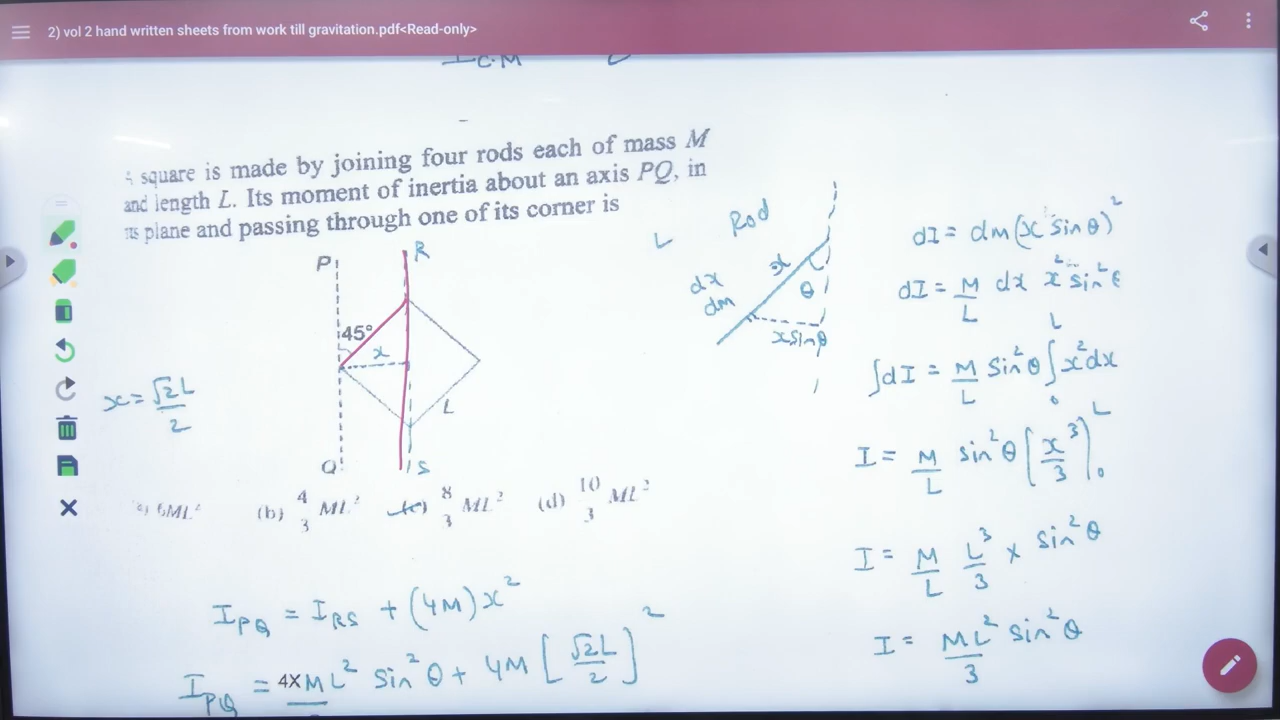 2) vol 2 hand written sheets from work till gravitation.pdf<Read-only>
I C.M
square is made by joining four rods each of mass M
and length L. Its moment of inertia about an axis PQ, in
its plane and passing through one of its corner is
P
R
45°
x
L
Q
S
x = √2L/2
6ML² (b) 4/3 ML² (c) 8/3 ML² (d) 10/3 ML²
I_PQ = I_RS + (4M)x²
I_PQ = 4×ML² sin²θ + 4M [√2L/2]²
L
Rod
x
dx
dm
θ
x sinθ
dI = dm(x sinθ)²
dI = M/L dx x² sin²θ
∫dI = M/L sin²θ ∫₀ᴸ x²dx
I = M/L sin²θ [x³/3]₀ᴸ
I = M/L L³/3 × sin²θ
I = ML²/3 sin²θ